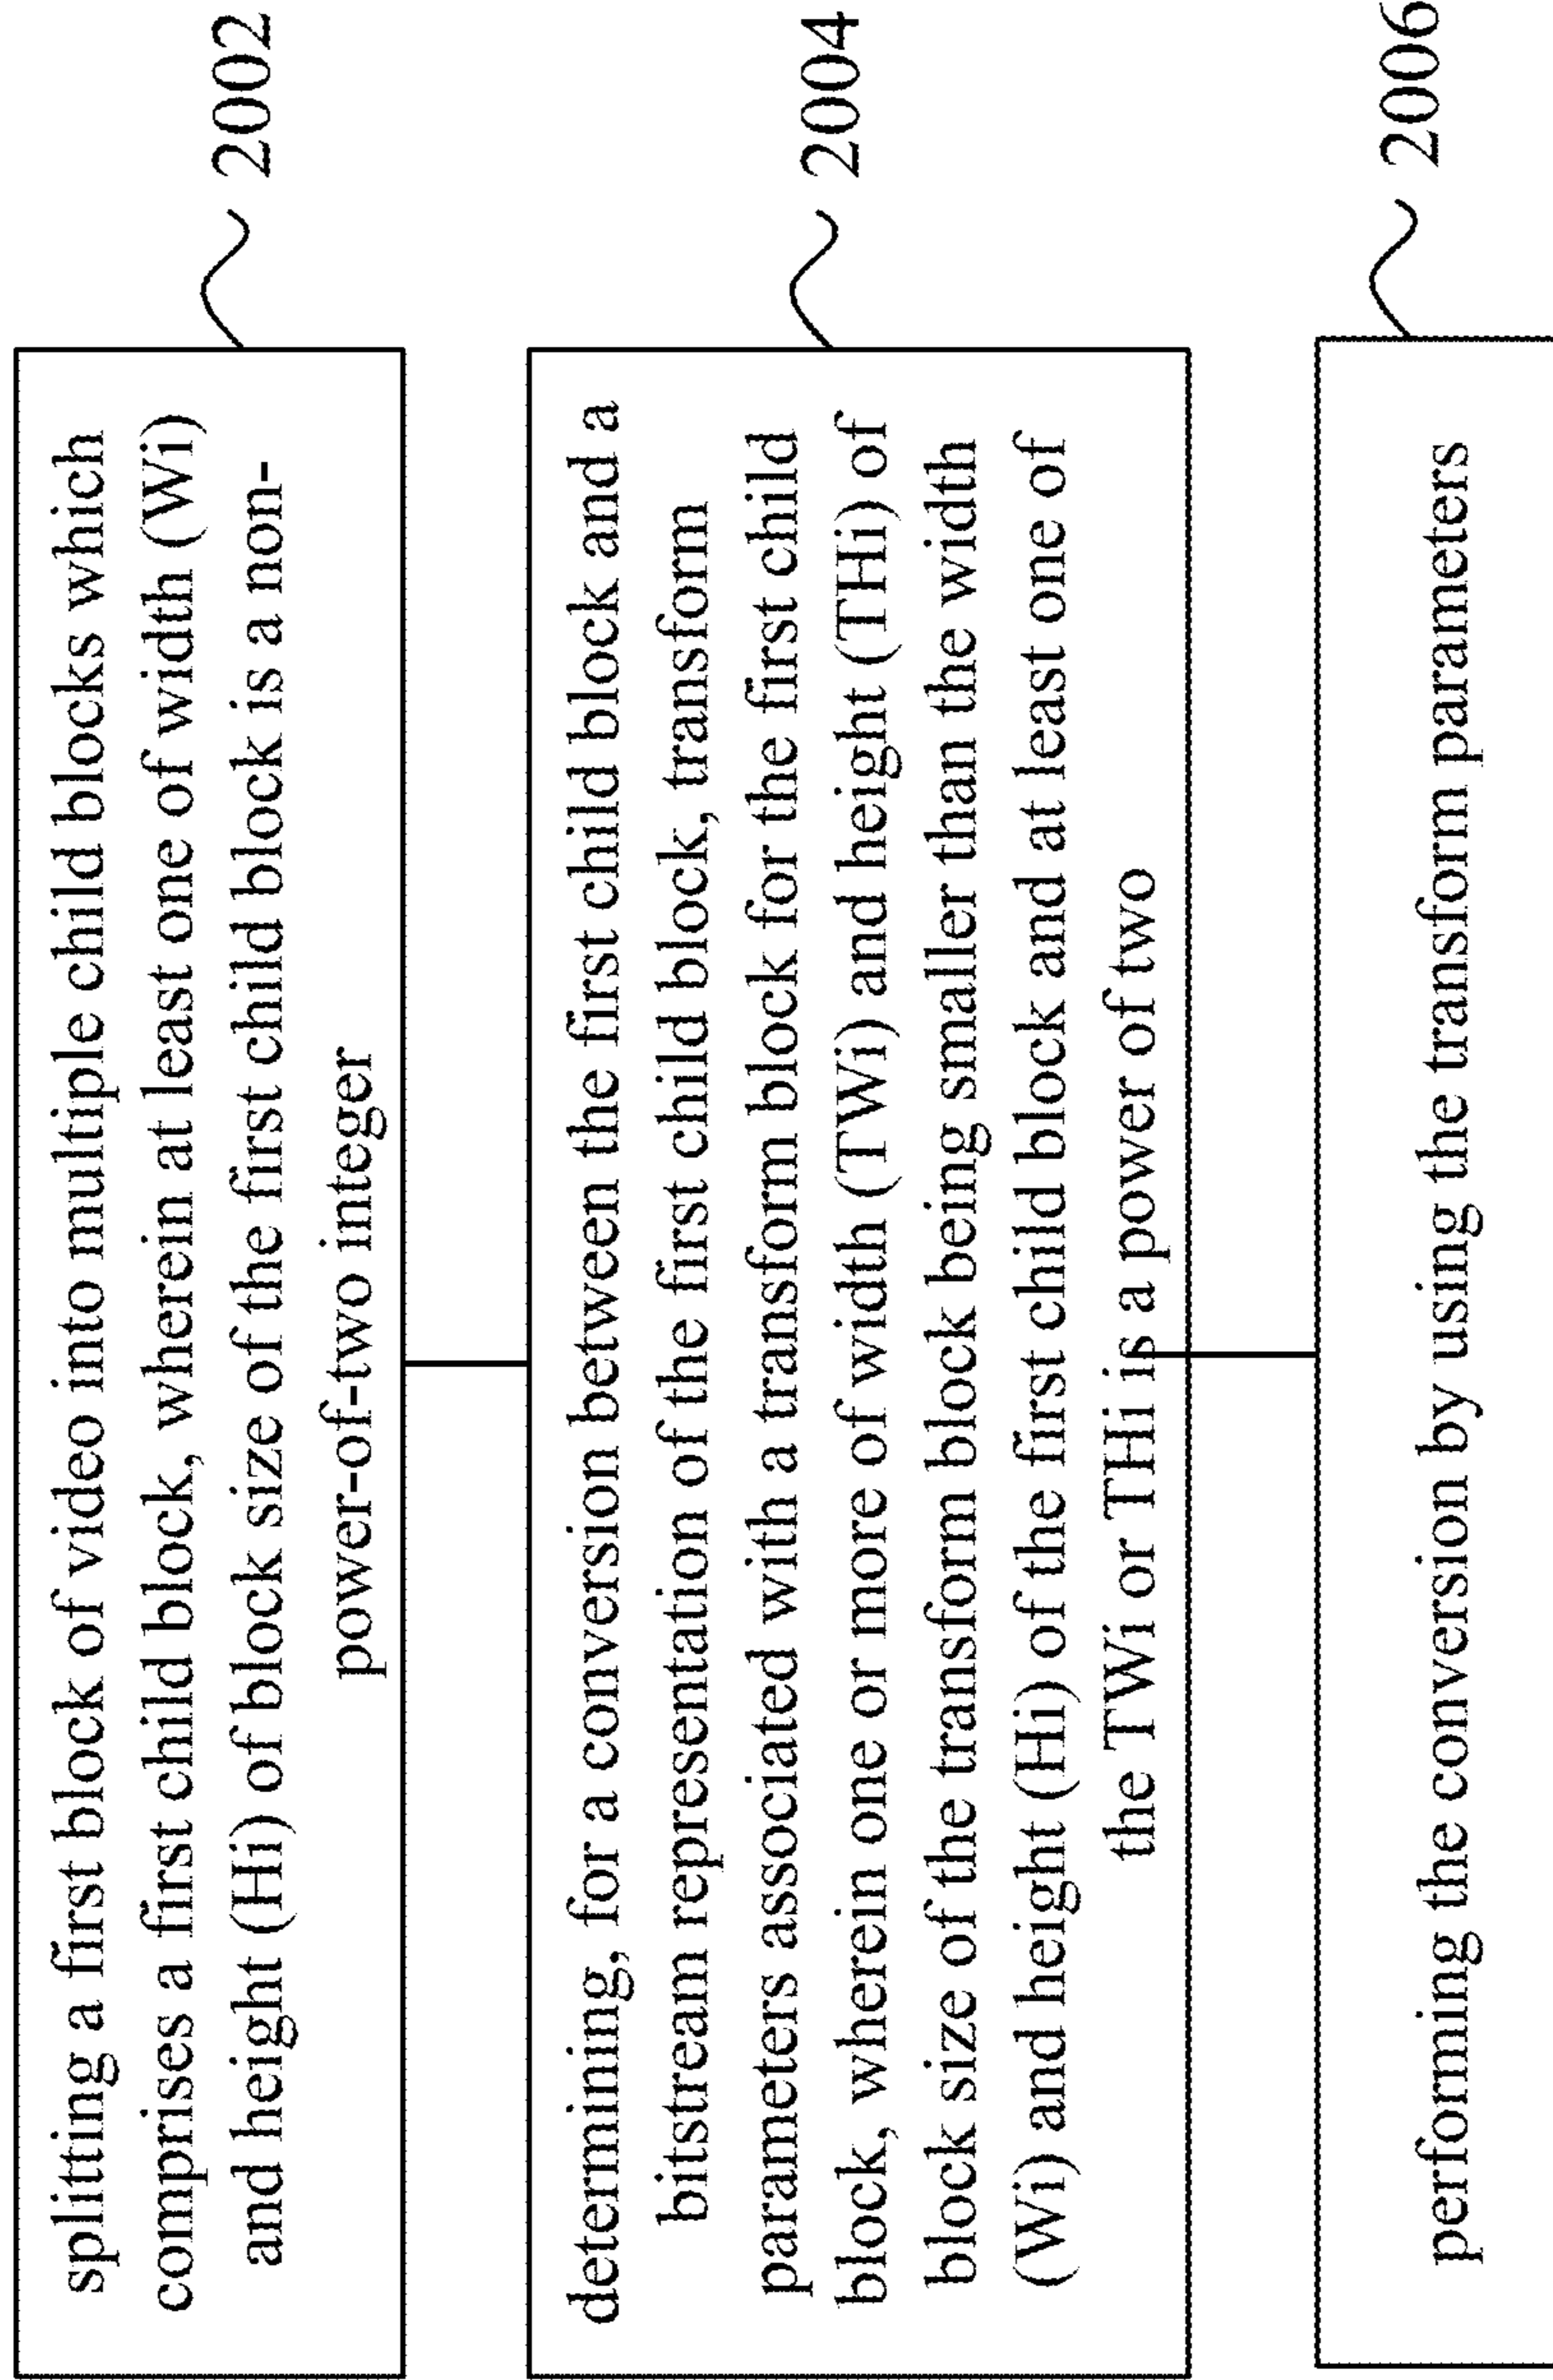 splitting a first block of video into multiple child blocks which
comprises a first child block, wherein at least one of width (Wi)
and height (Hi) of block size of the first child block is a non-
power-of-two integer
2002
determining, for a conversion between the first child block and a
bitstream representation of the first child block, transform
parameters associated with a transform block for the first child
block, wherein one or more of width (TWi) and height (THi) of
block size of the transform block being smaller than the width
(Wi) and height (Hi) of the first child block and at least one of
the TWi or THi is a power of two
2004
performing the conversion by using the transform parameters
2006